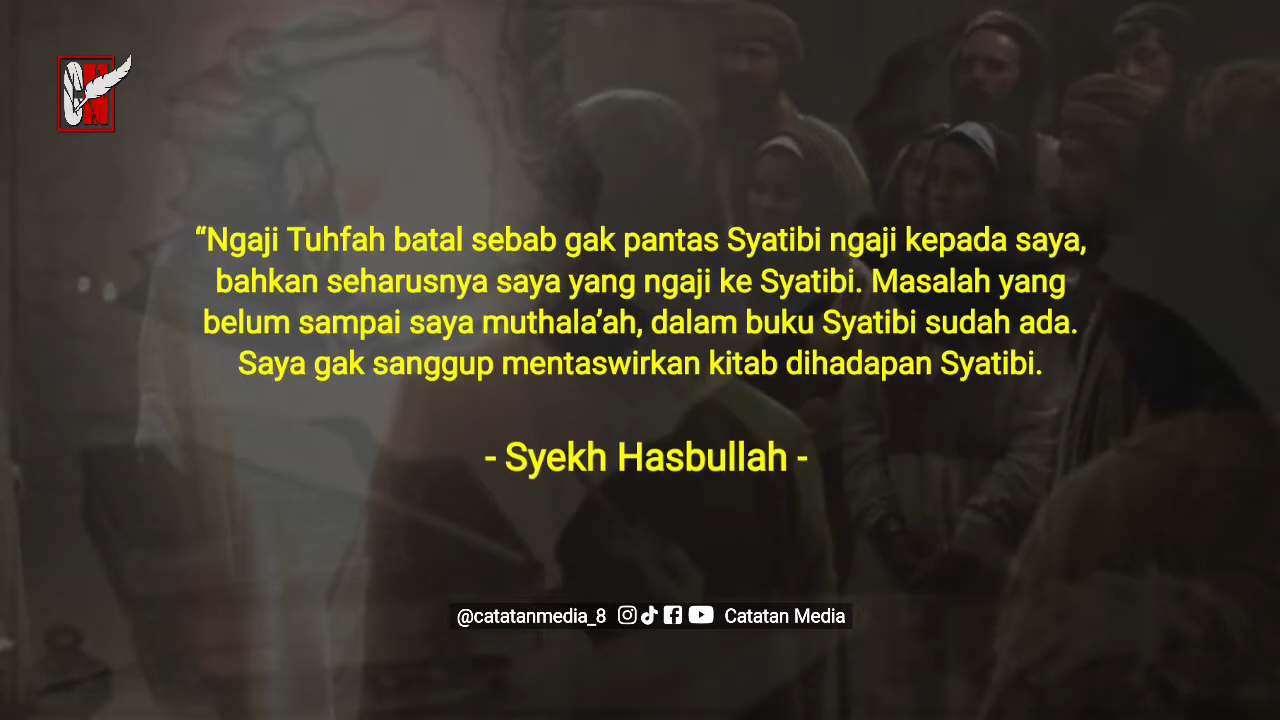 “Ngaji Tuhfah batal sebab gak pantas Syatibi ngaji kepada saya,
bahkan seharusnya saya yang ngaji ke Syatibi. Masalah yang
belum sampai saya muthala’ah, dalam buku Syatibi sudah ada.
Saya gak sanggup mentaswirkan kitab dihadapan Syatibi.
- Syekh Hasbullah -
@catatanmedia_8 Catatan Media